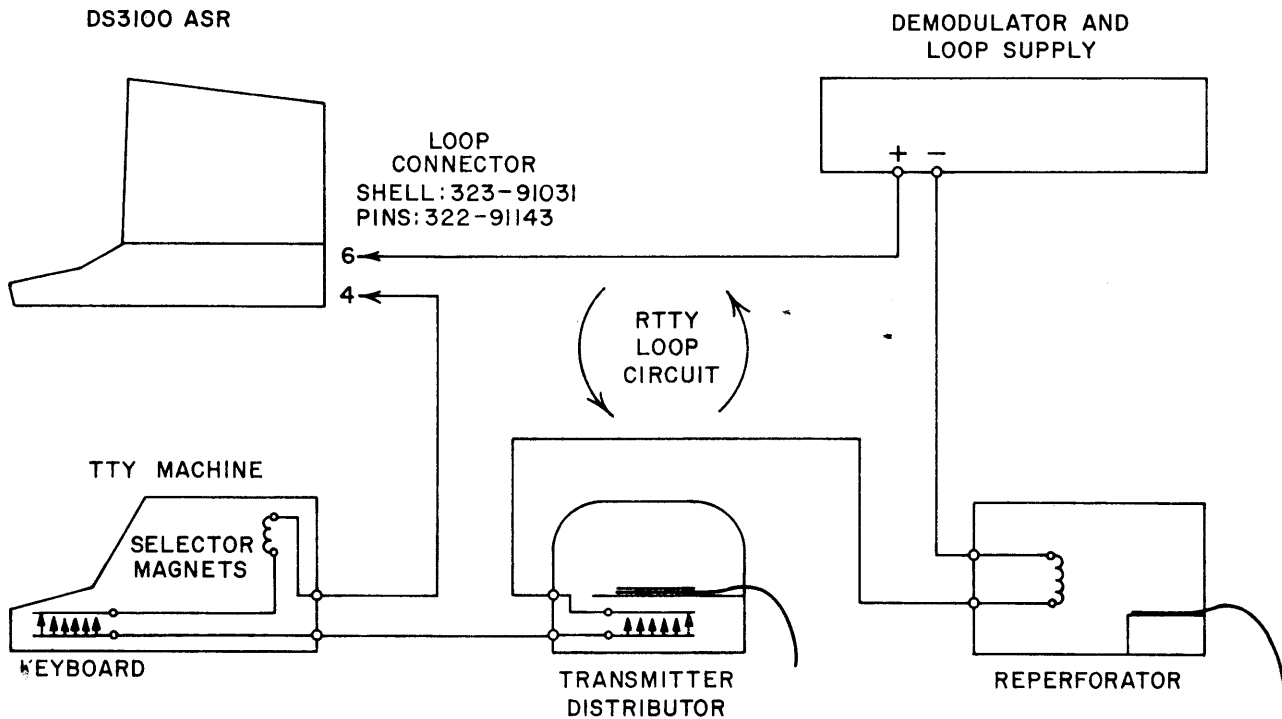 DS3100 ASR
DEMODULATOR AND
LOOP SUPPLY
LOOP
CONNECTOR
SHELL: 323-91031
PINS: 322-91143
+ -
6
4
RTTY
LOOP
CIRCUIT
TTY MACHINE
SELECTOR
MAGNETS
KEYBOARD
TRANSMITTER
DISTRIBUTOR
REPERFORATOR